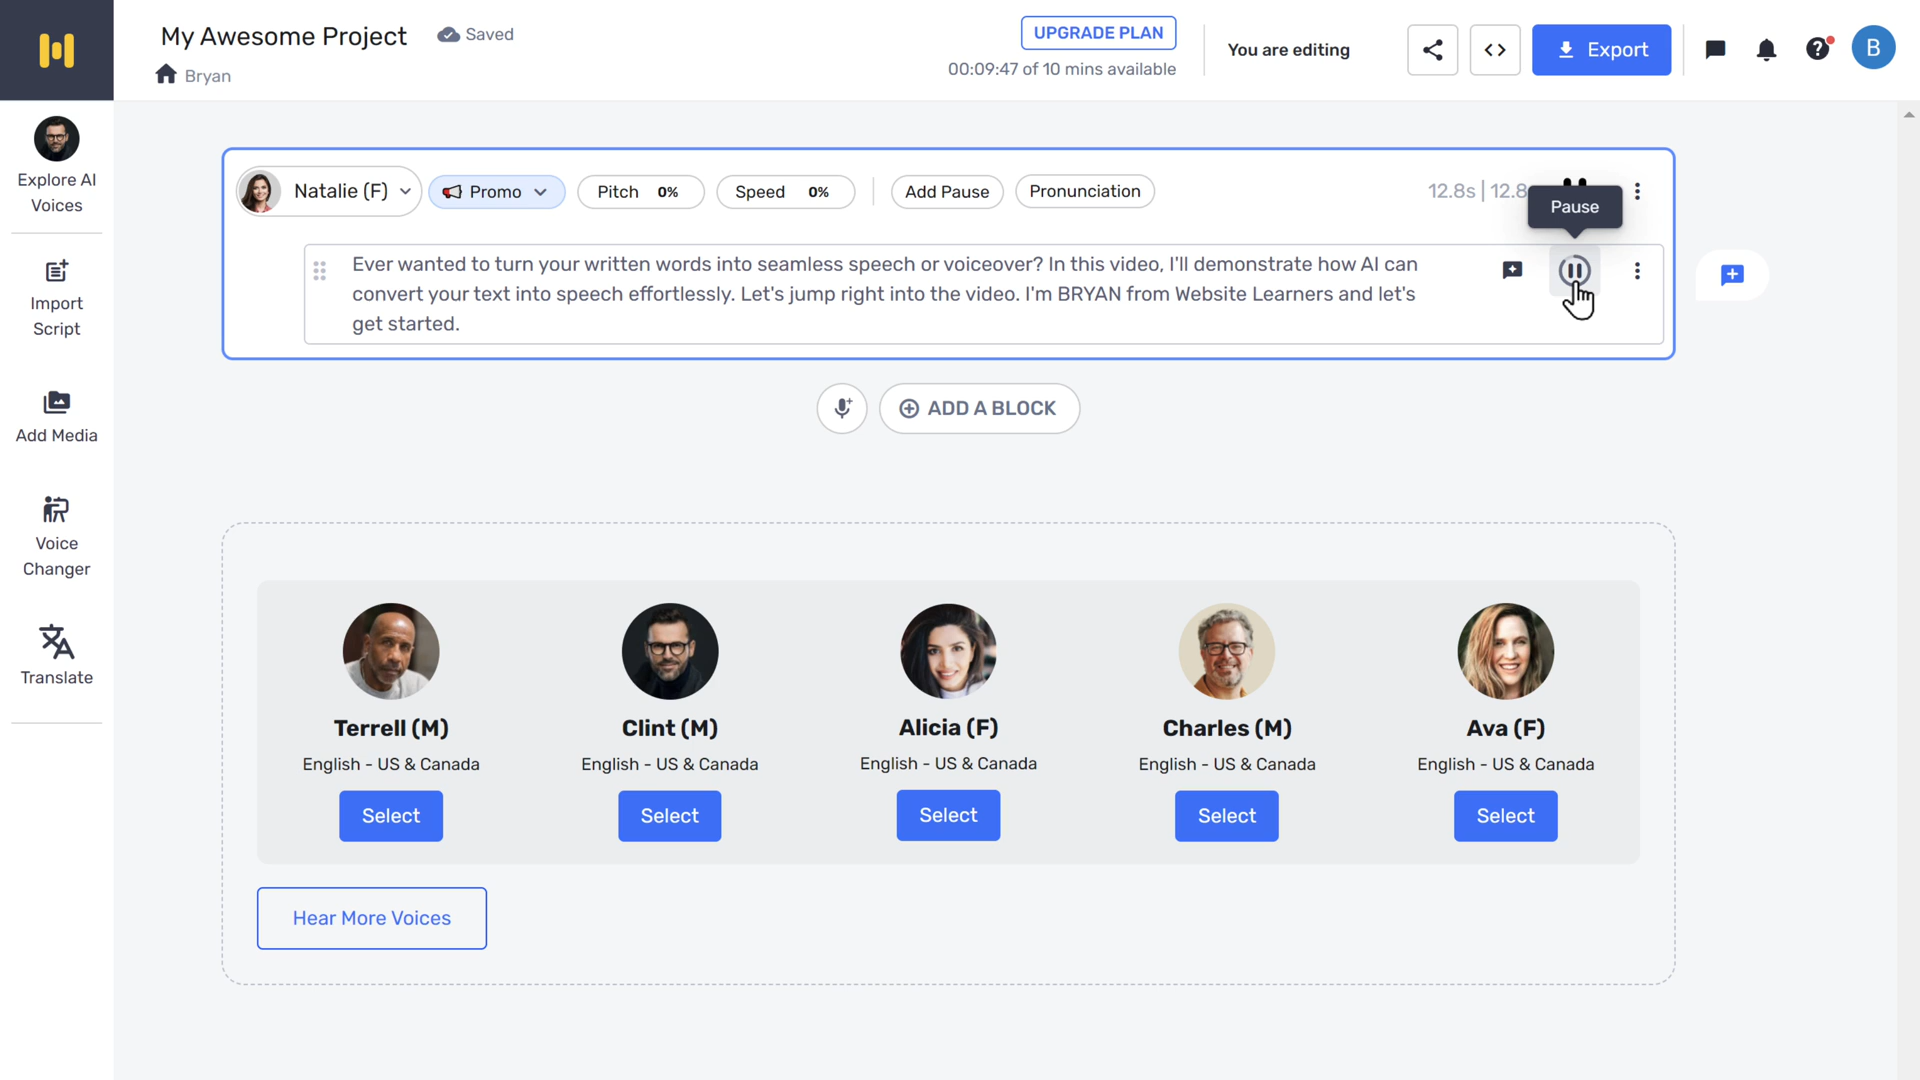 My Awesome Project
Saved
Bryan
UPGRADE PLAN
00:09:47 of 10 mins available
You are editing
Export
B
Explore AI
Voices
Import
Script
Add Media
Voice
Changer
Translate
Natalie (F)
Promo
Pitch 0%
Speed 0%
Add Pause
Pronunciation
12.8s | 12.8
Pause
Ever wanted to turn your written words into seamless speech or voiceover? In this video, I'll demonstrate how AI can
convert your text into speech effortlessly. Let's jump right into the video. I'm BRYAN from Website Learners and let's
get started.
ADD A BLOCK
Terrell (M)
English - US & Canada
Select
Clint (M)
English - US & Canada
Select
Alicia (F)
English - US & Canada
Select
Charles (M)
English - US & Canada
Select
Ava (F)
English - US & Canada
Select
Hear More Voices